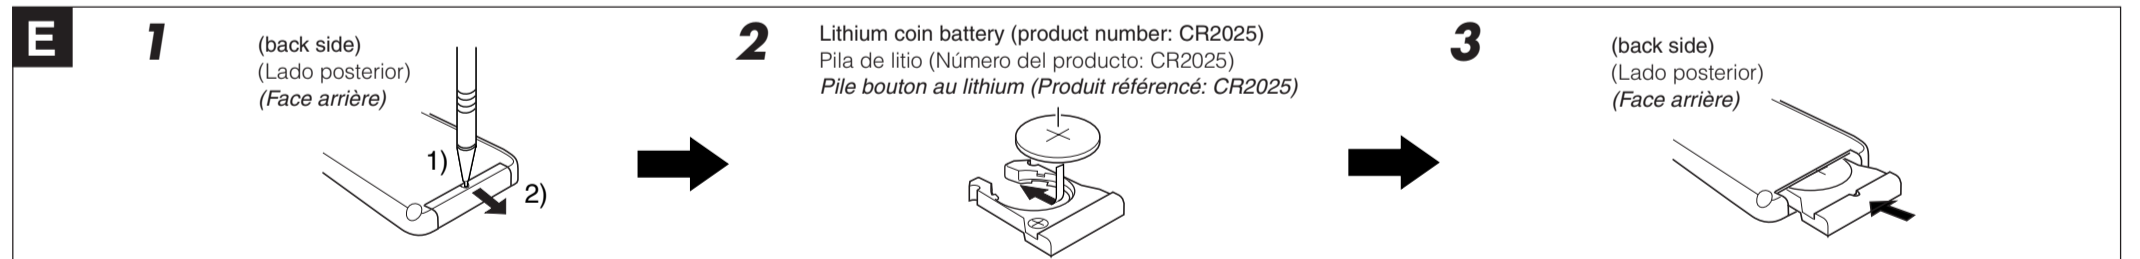 E
1
(back side)
(Lado posterior)
(Face arrière)
1)
2)
2
Lithium coin battery (product number: CR2025)
Pila de litio (Número del producto: CR2025)
Pile bouton au lithium (Produit référencé: CR2025)
3
(back side)
(Lado posterior)
(Face arrière)